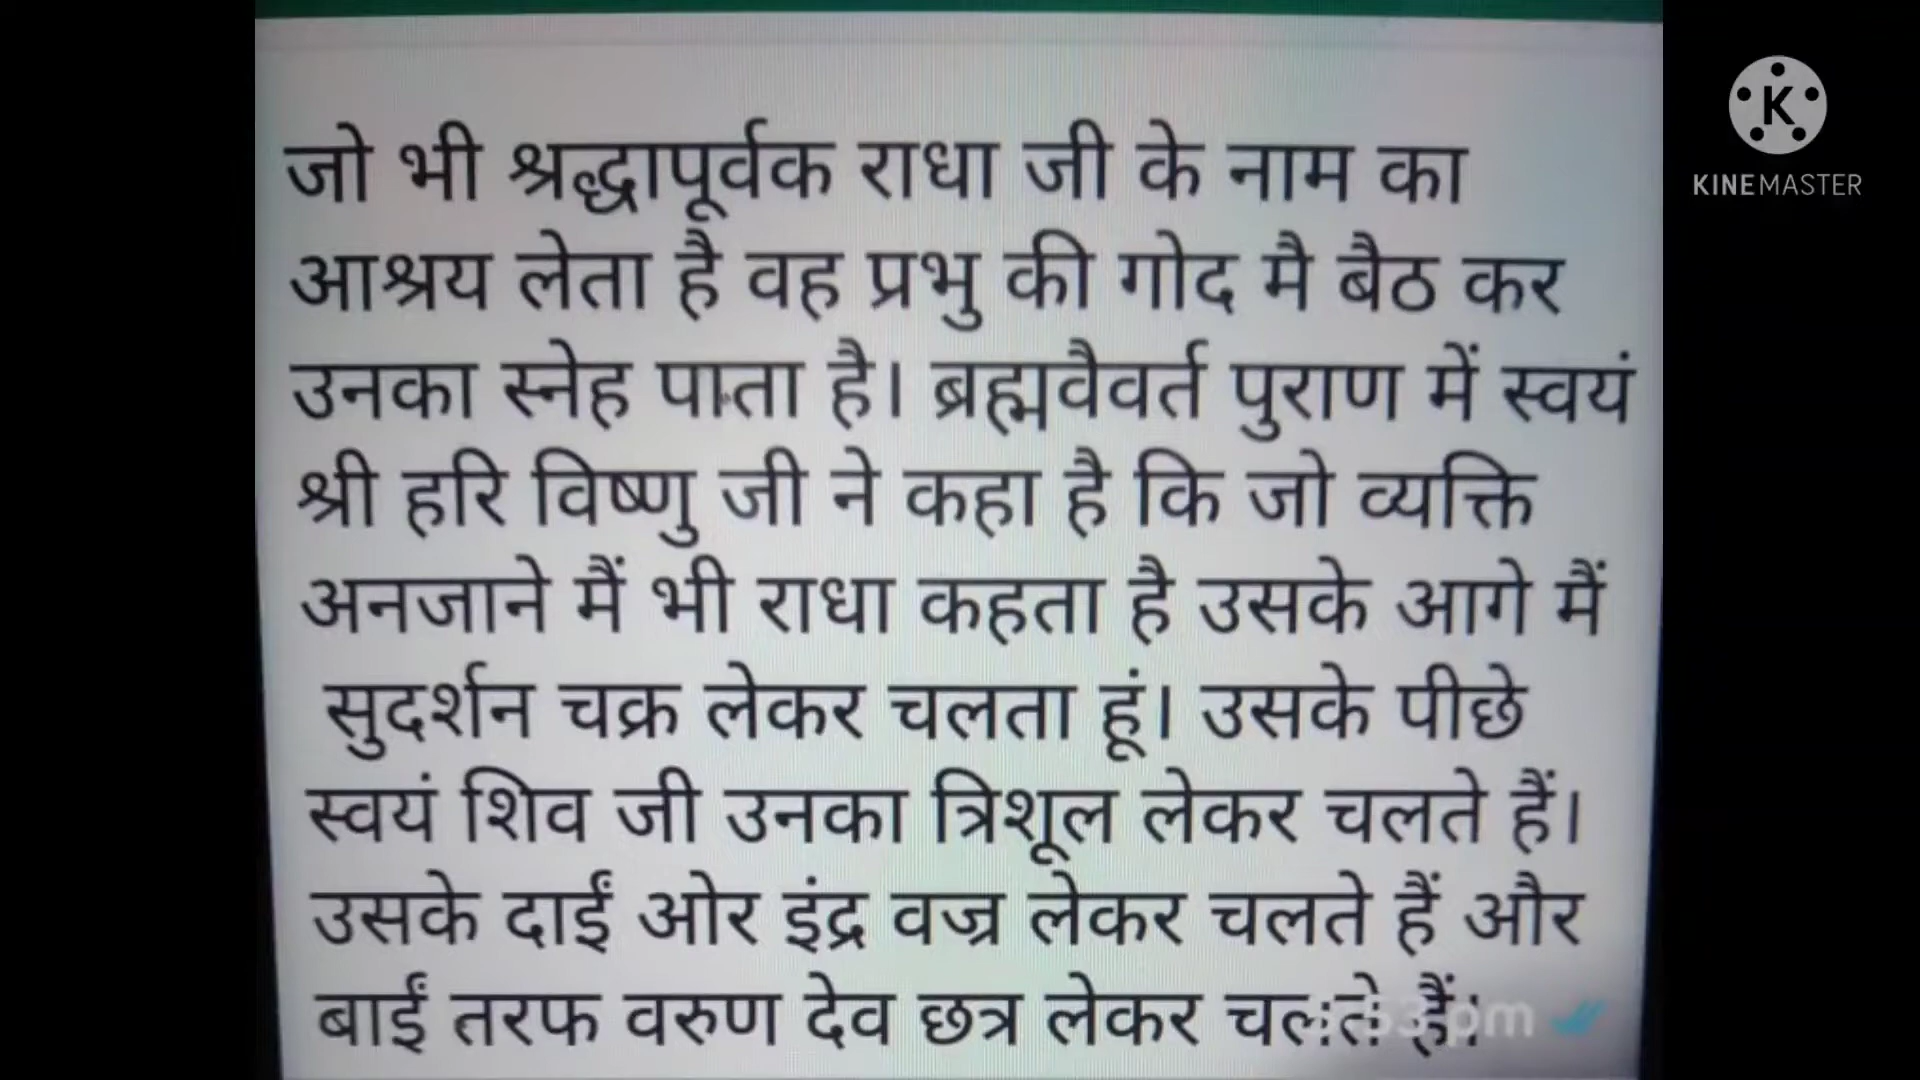 जो भी श्रद्धापूर्वक राधा जी के नाम का
आश्रय लेता है वह प्रभु की गोद मै बैठ कर
उनका स्नेह पाता है। ब्रह्मवैवर्त पुराण में स्वयं
श्री हरि विष्णु जी ने कहा है कि जो व्यक्ति
अनजाने मैं भी राधा कहता है उसके आगे मैं
सुदर्शन चक्र लेकर चलता हूं। उसके पीछे
स्वयं शिव जी उनका त्रिशूल लेकर चलते हैं।
उसके दाईं ओर इंद्र वज्र लेकर चलते हैं और
बाईं तरफ वरुण देव छत्र लेकर चलते हैं।
pm
KINEMASTER